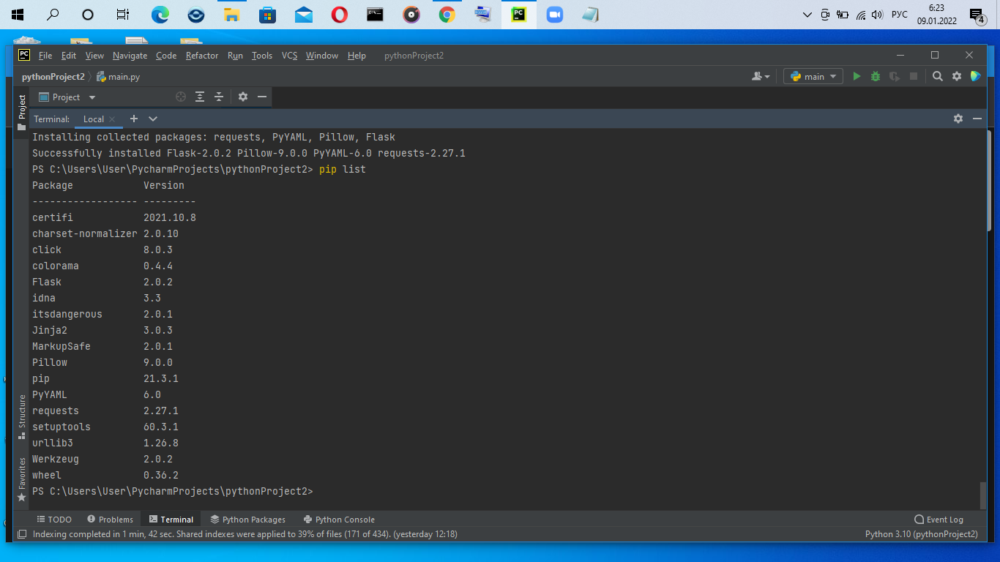 РУС
6:23
09.01.2022
4
PC
File Edit View Navigate Code Refactor Run Tools VCS Window Help pythonProject2
pythonProject2 main.py
main
Project
Project
Terminal: Local
Installing collected packages: requests, PyYAML, Pillow, Flask
Successfully installed Flask-2.0.2 Pillow-9.0.0 PyYAML-6.0 requests-2.27.1
PS C:\Users\User\PycharmProjects\pythonProject2> pip list
Package Version
------------------ ---------
certifi 2021.10.8
charset-normalizer 2.0.10
click 8.0.3
colorama 0.4.4
Flask 2.0.2
idna 3.3
itsdangerous 2.0.1
Jinja2 3.0.3
MarkupSafe 2.0.1
Pillow 9.0.0
pip 21.3.1
PyYAML 6.0
requests 2.27.1
setuptools 60.3.1
urllib3 1.26.8
Werkzeug 2.0.2
wheel 0.36.2
PS C:\Users\User\PycharmProjects\pythonProject2>
Structure
Favorites
TODO Problems Terminal Python Packages Python Console Event Log
Indexing completed in 1 min, 42 sec. Shared indexes were applied to 39% of files (171 of 434). (yesterday 12:18) Python 3.10 (pythonProject2)